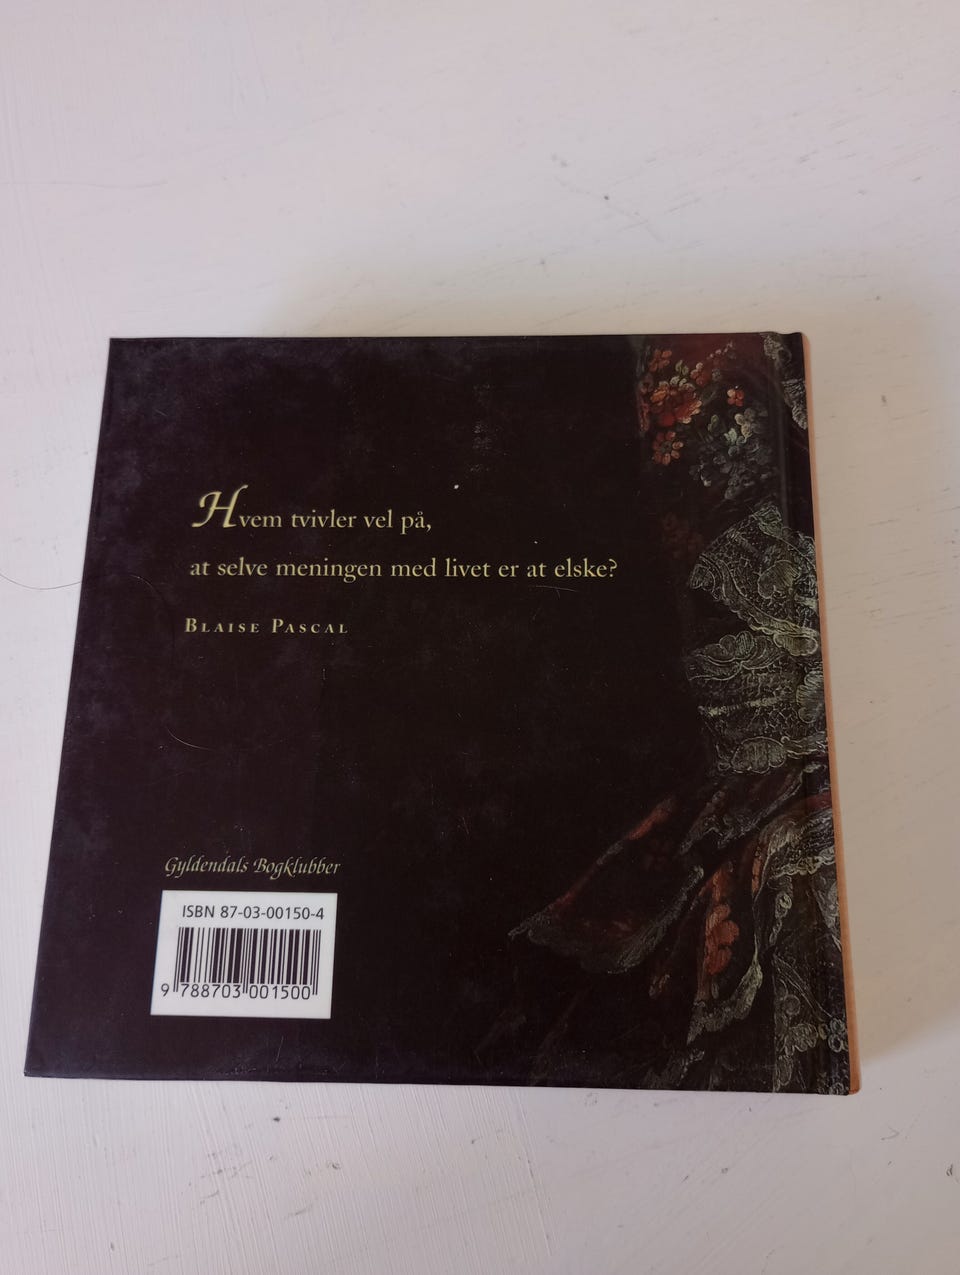 Hvem tvivler vel på,
at selve meningen med livet er at elske?
BLAISE PASCAL
Gyldendals Bogklubber
ISBN 87-03-00150-4
9 788703 001500